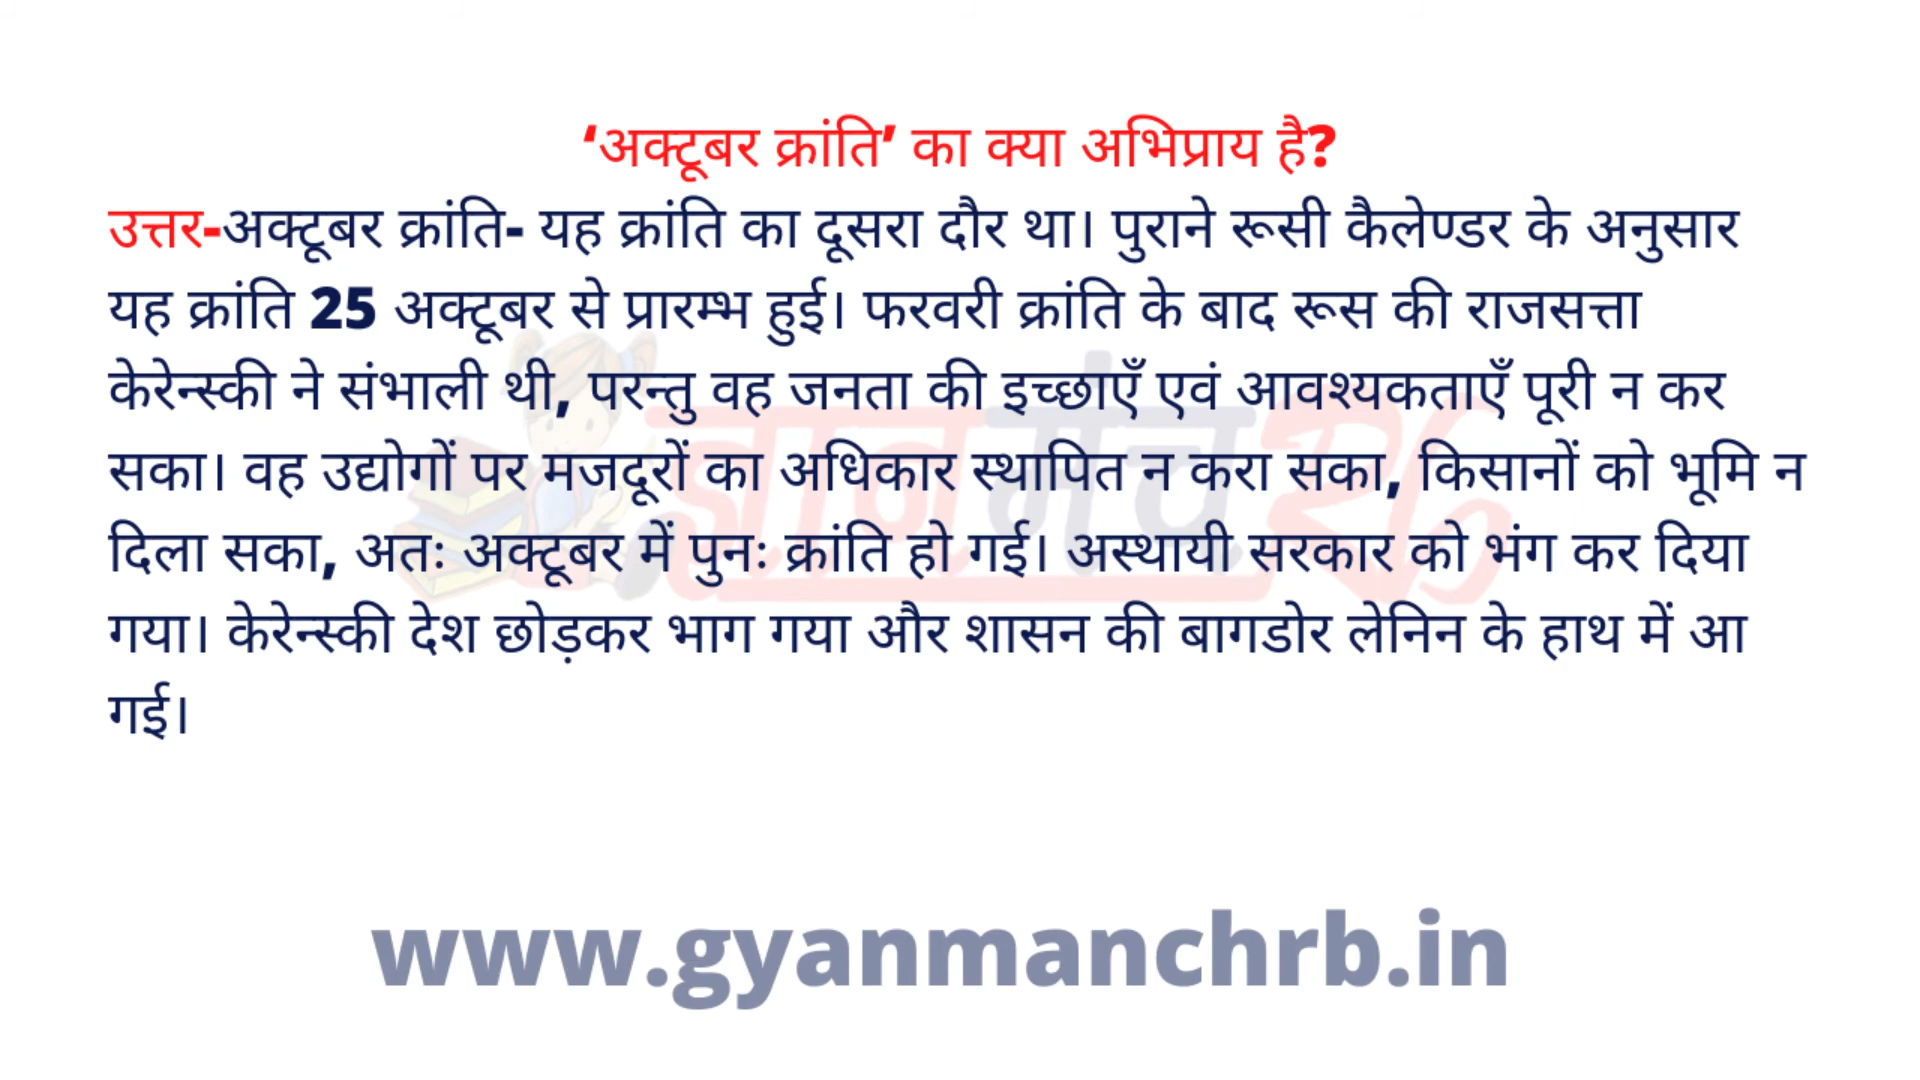 ‘अक्टूबर क्रांति’ का क्या अभिप्राय है?
उत्तर-अक्टूबर क्रांति- यह क्रांति का दूसरा दौर था। पुराने रूसी कैलेण्डर के अनुसार
यह क्रांति 25 अक्टूबर से प्रारम्भ हुई। फरवरी क्रांति के बाद रूस की राजसत्ता
केरेन्स्की ने संभाली थी, परन्तु वह जनता की इच्छाएँ एवं आवश्यकताएँ पूरी न कर
सका। वह उद्योगों पर मजदूरों का अधिकार स्थापित न करा सका, किसानों को भूमि न
दिला सका, अतः अक्टूबर में पुनः क्रांति हो गई। अस्थायी सरकार को भंग कर दिया
गया। केरेन्स्की देश छोड़कर भाग गया और शासन की बागडोर लेनिन के हाथ में आ
गई।
ज्ञानमंच RB
www.gyanmanchrb.in